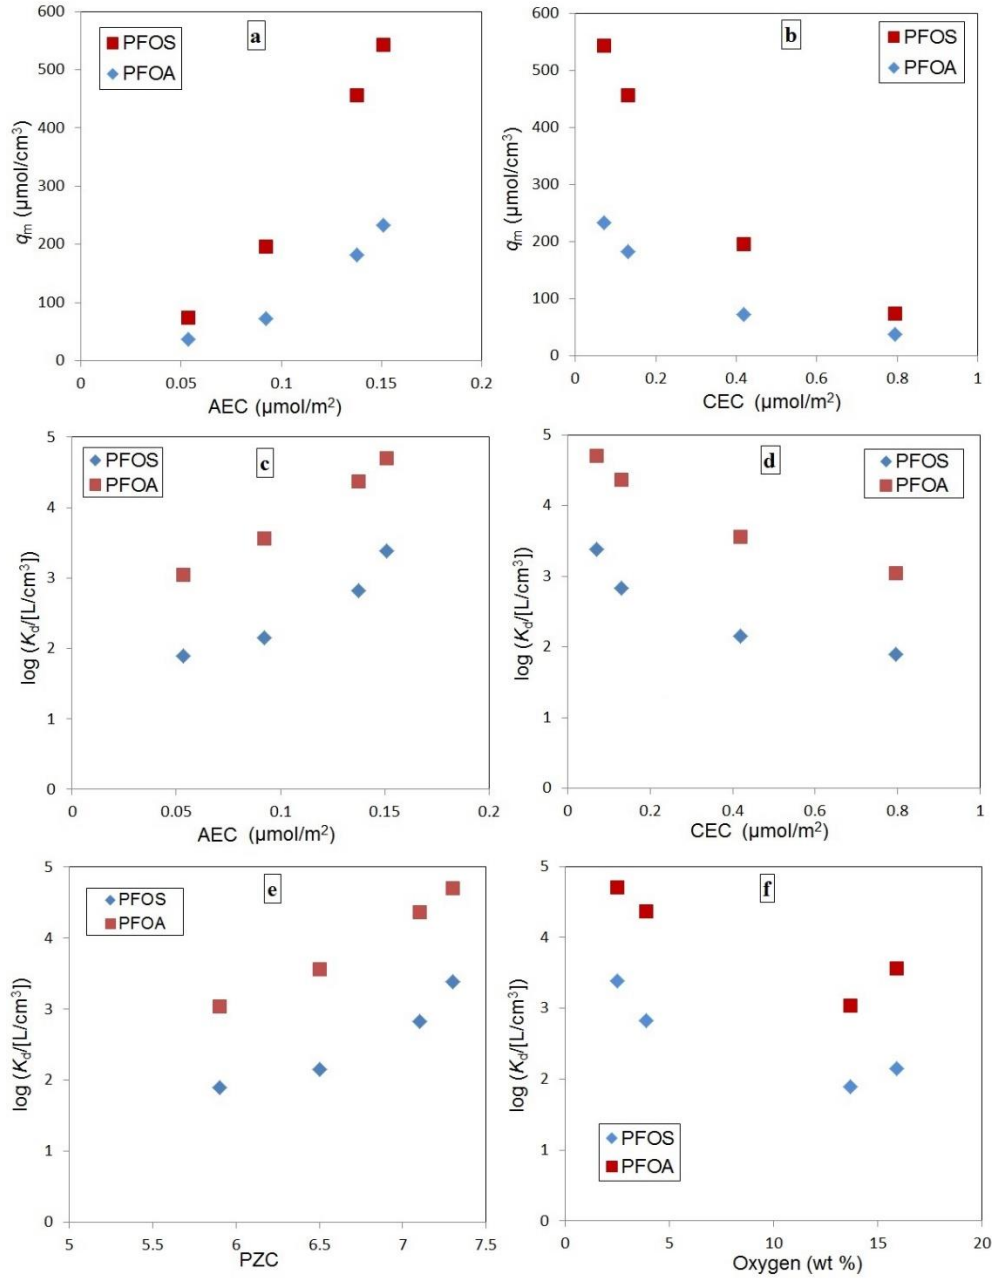 600
500
400
300
200
100
0
qm (µmol/cm³)
PFOS
PFOA
a
0 0.05 0.1 0.15 0.2
AEC (µmol/m²)
600
500
400
300
200
100
0
qm (µmol/cm³)
b
PFOS
PFOA
0 0.2 0.4 0.6 0.8 1
CEC (µmol/m²)
5
4
3
2
1
0
log (Kd/[L/cm³])
PFOS
PFOA
c
0 0.05 0.1 0.15 0.2
AEC (µmol/m²)
5
4
3
2
1
0
log (Kd/[L/cm³])
d
PFOS
PFOA
0 0.2 0.4 0.6 0.8 1
CEC (µmol/m²)
5
4
3
2
1
0
log (Kd/[L/cm³])
PFOS
PFOA
e
5 5.5 6 6.5 7 7.5
PZC
5
4
3
2
1
0
log (Kd/[L/cm³])
f
PFOS
PFOA
0 5 10 15 20
Oxygen (wt %)